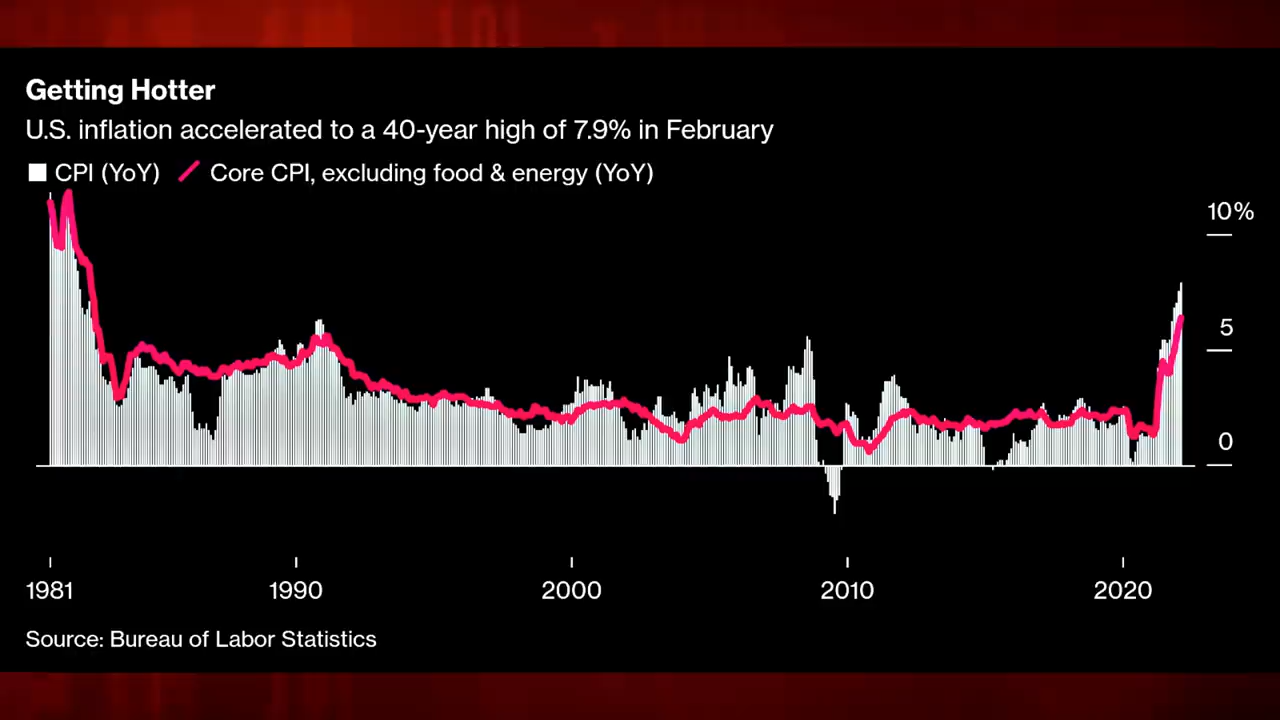 Getting Hotter
U.S. inflation accelerated to a 40-year high of 7.9% in February
CPI (YoY) Core CPI, excluding food & energy (YoY)
10%
5
0
1981 1990 2000 2010 2020
Source: Bureau of Labor Statistics